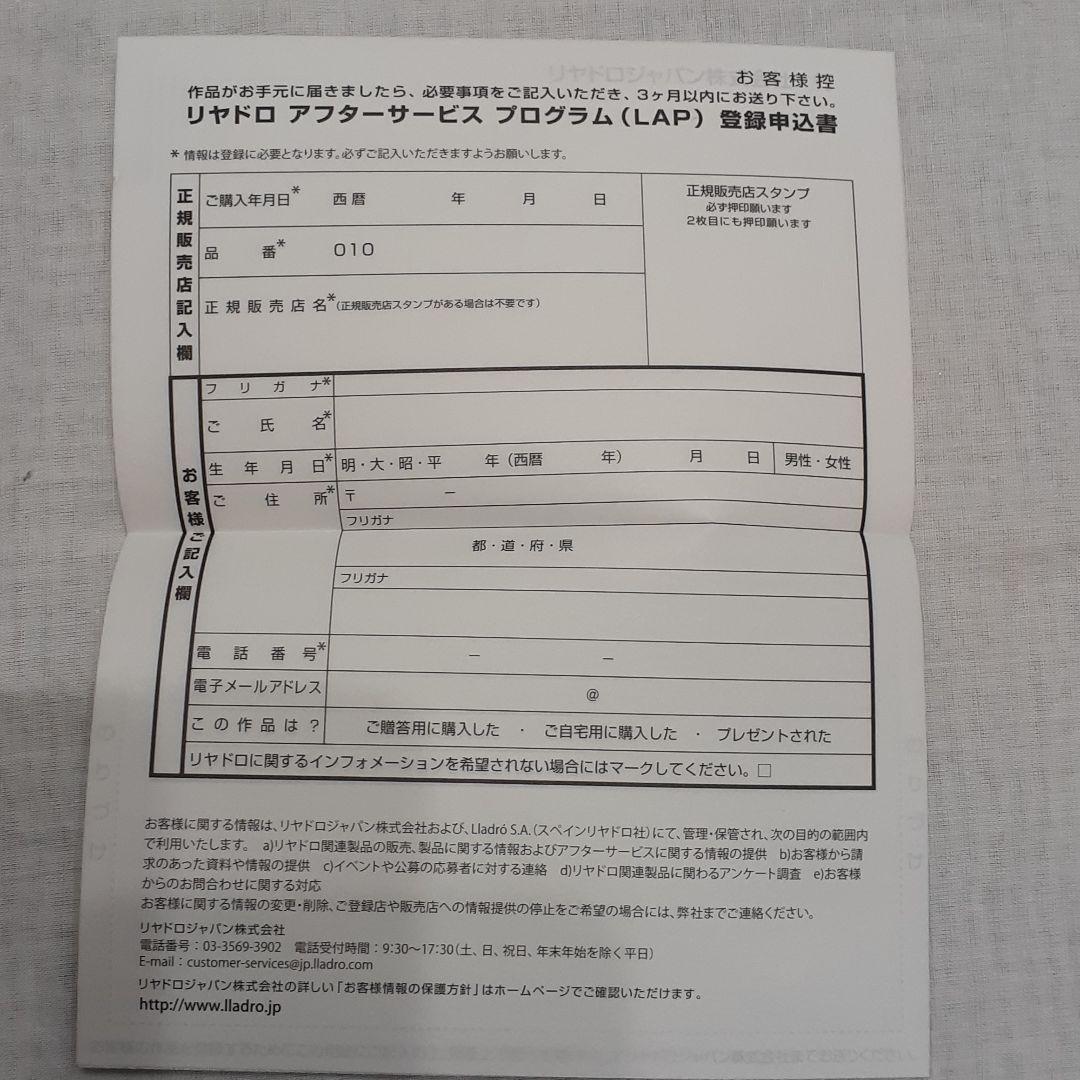 お客様控
作品がお手元に届きましたら、必要事項をご記入いただき、3ヶ月以内にお送り下さい。
リヤドロ アフターサービス プログラム(LAP) 登録申込書
* 情報は登録に必要となります。必ずご記入いただきますようお願いします。
正規販売店記入欄
ご購入年月日* 西暦 年 月 日
品番* 010
正規販売店名*(正規販売店スタンプがある場合は不要です)
正規販売店スタンプ
必ず押印願います
2枚目にも押印願います
お客様ご記入欄
フリガナ*
ご氏名*
生年月日* 明・大・昭・平 年(西暦 年) 月 日 男性・女性
ご住所* 〒 −
フリガナ
都・道・府・県
フリガナ
電話番号* − −
電子メールアドレス @
この作品は? ご贈答用に購入した ・ ご自宅用に購入した ・ プレゼントされた
リヤドロに関するインフォメーションを希望されない場合にはマークしてください。□
お客様に関する情報は、リヤドロジャパン株式会社および、Lladró S.A.(スペインリヤドロ社)にて、管理・保管され、次の目的の範囲内
で利用いたします。 a)リヤドロ関連製品の販売、製品に関する情報およびアフターサービスに関する情報の提供 b)お客様から請
求のあった資料や情報の提供 c)イベントや公募の応募者に対する連絡 d)リヤドロ関連製品に関わるアンケート調査 e)お客様
からのお問合わせに関する対応
お客様に関する情報の変更・削除、ご登録店や販売店への情報提供の停止をご希望の場合には、弊社までご連絡ください。
リヤドロジャパン株式会社
電話番号:03-3569-3902 電話受付時間:9:30〜17:30(土、日、祝日、年末年始を除く平日)
E-mail:customer-services@jp.lladro.com
リヤドロジャパン株式会社の詳しい「お客様情報の保護方針」はホームページでご確認いただけます。
http://www.lladro.jp